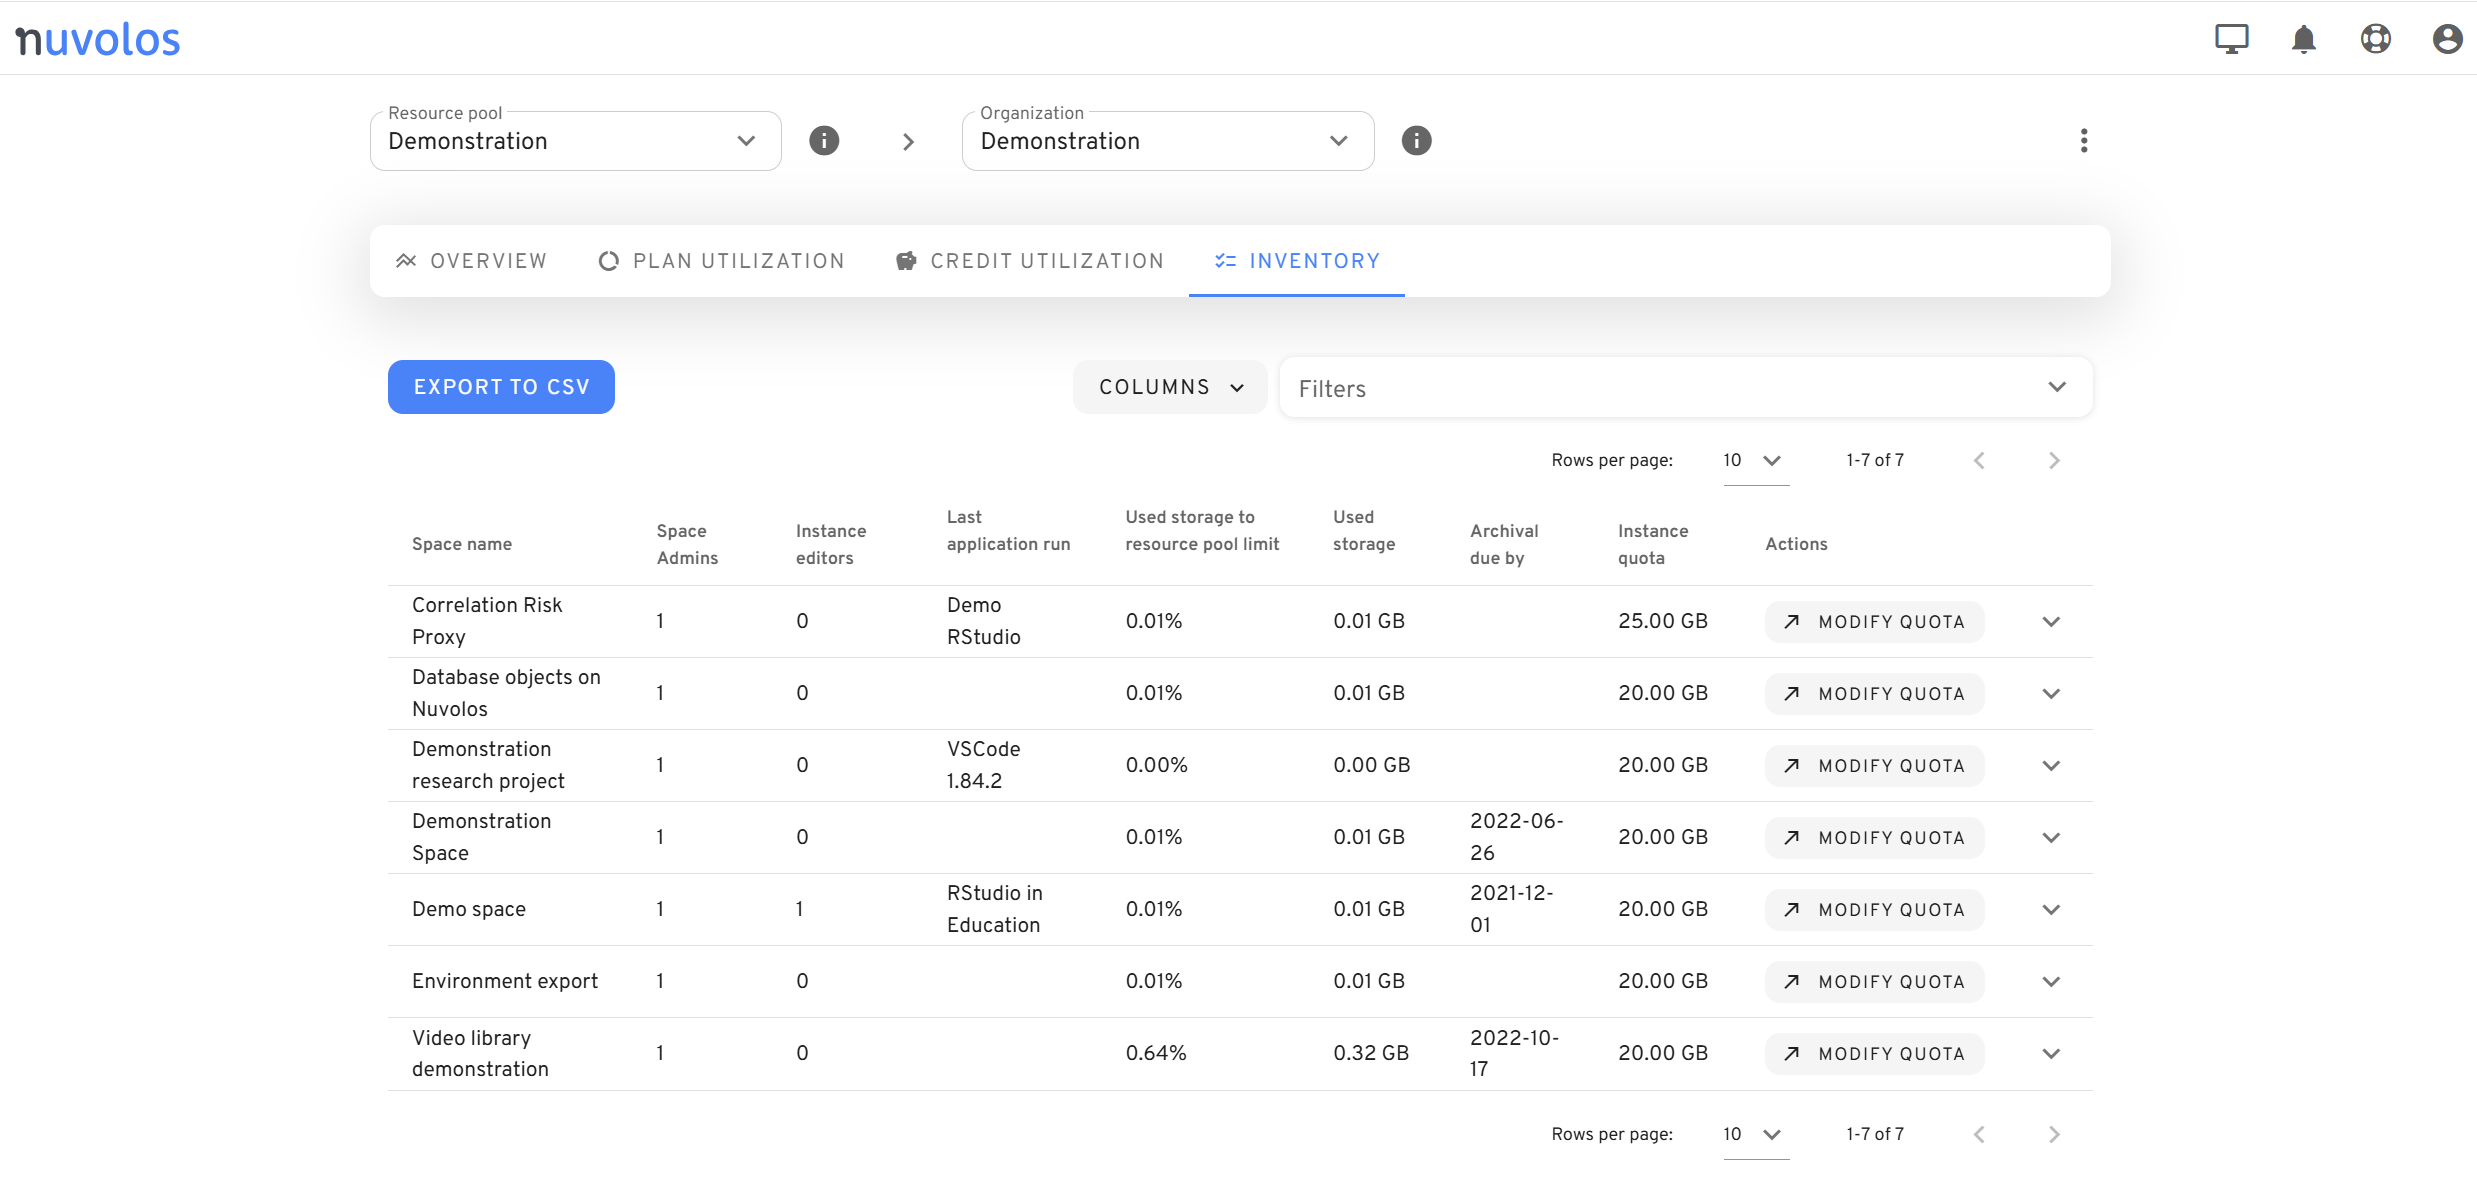 nuvolos
Resource pool
Demonstration
Organization
Demonstration
OVERVIEW
PLAN UTILIZATION
CREDIT UTILIZATION
INVENTORY
EXPORT TO CSV
COLUMNS
Filters
Rows per page: 10 1-7 of 7
Space name
Space
Admins
Instance
editors
Last
application run
Used storage to
resource pool limit
Used
storage
Archival
due by
Instance
quota
Actions
Correlation Risk
Proxy
1
0
Demo
RStudio
0.01%
0.01 GB
25.00 GB
MODIFY QUOTA
Database objects on
Nuvolos
1
0
0.01%
0.01 GB
20.00 GB
MODIFY QUOTA
Demonstration
research project
1
0
VSCode
1.84.2
0.00%
0.00 GB
20.00 GB
MODIFY QUOTA
Demonstration
Space
1
0
0.01%
0.01 GB
2022-06-
26
20.00 GB
MODIFY QUOTA
Demo space
1
1
RStudio in
Education
0.01%
0.01 GB
2021-12-
01
20.00 GB
MODIFY QUOTA
Environment export
1
0
0.01%
0.01 GB
20.00 GB
MODIFY QUOTA
Video library
demonstration
1
0
0.64%
0.32 GB
2022-10-
17
20.00 GB
MODIFY QUOTA
Rows per page: 10 1-7 of 7